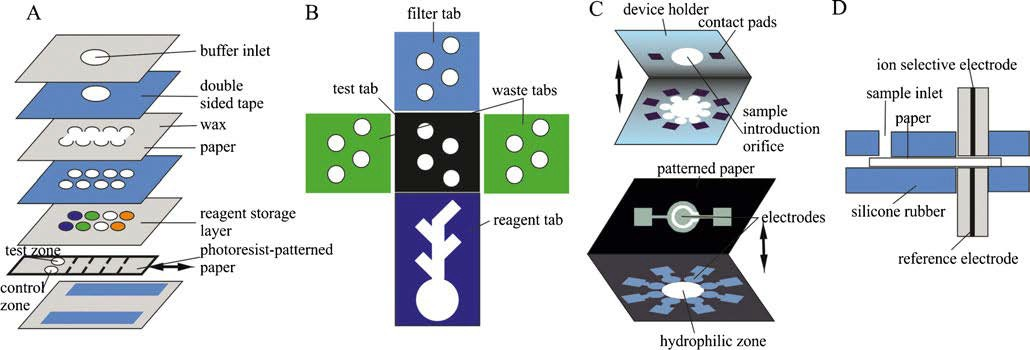 A
buffer inlet
double
sided tape
wax
paper
reagent storage
layer
test zone
photoresist-patterned
paper
control
zone
B
filter tab
test tab
waste tabs
reagent tab
C
device holder
contact pads
sample
introduction
orifice
patterned paper
electrodes
hydrophilic zone
D
ion selective electrode
sample inlet
paper
silicone rubber
reference electrode